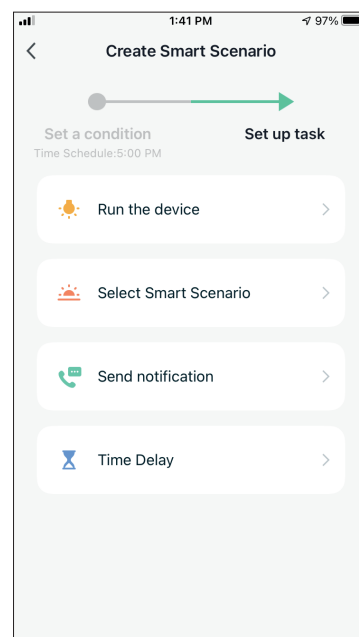 1:41 PM
97%
Create Smart Scenario
Set a condition
Set up task
Time Schedule:5:00 PM
Run the device
Select Smart Scenario
Send notification
Time Delay